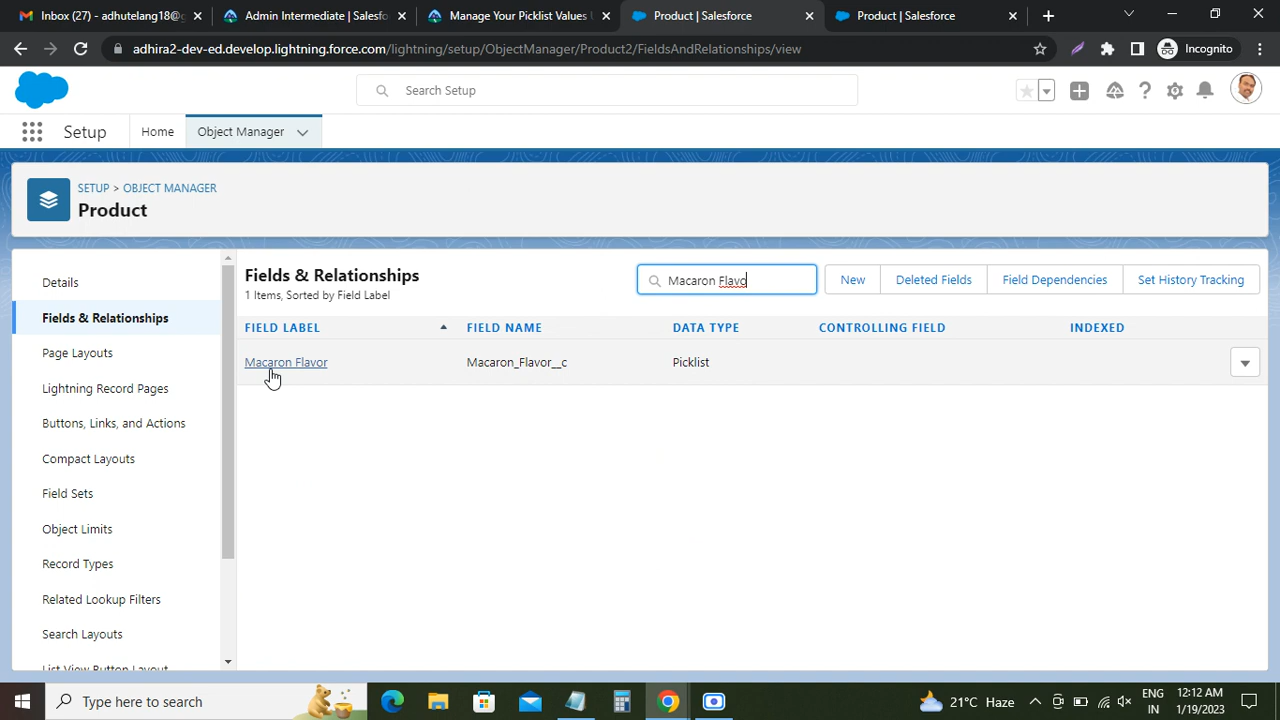 Inbox (27) - adhutelang18@g
Admin Intermediate | Salesfo
Manage Your Picklist Values U
Product | Salesforce
Product | Salesforce
adhira2-dev-ed.develop.lightning.force.com/lightning/setup/ObjectManager/Product2/FieldsAndRelationships/view
Incognito
Search Setup
Setup
Home
Object Manager
SETUP > OBJECT MANAGER
Product
Details
Fields & Relationships
Page Layouts
Lightning Record Pages
Buttons, Links, and Actions
Compact Layouts
Field Sets
Object Limits
Record Types
Related Lookup Filters
Search Layouts
List View Button Layout
Fields & Relationships
1 Items, Sorted by Field Label
Macaron Flavo
New
Deleted Fields
Field Dependencies
Set History Tracking
FIELD LABEL
FIELD NAME
DATA TYPE
CONTROLLING FIELD
INDEXED
Macaron Flavor
Macaron_Flavor__c
Picklist
Type here to search
21°C Haze
ENG
IN
12:12 AM
1/19/2023